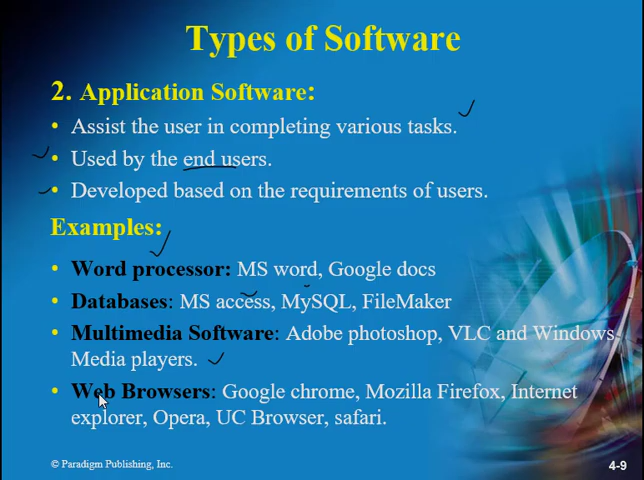 Types of Software
2. Application Software:
• Assist the user in completing various tasks.
• Used by the end users.
• Developed based on the requirements of users.
Examples:
• Word processor: MS word, Google docs
• Databases: MS access, MySQL, FileMaker
• Multimedia Software: Adobe photoshop, VLC and Windows
Media players.
• Web Browsers: Google chrome, Mozilla Firefox, Internet
explorer, Opera, UC Browser, safari.
© Paradigm Publishing, Inc.
4-9